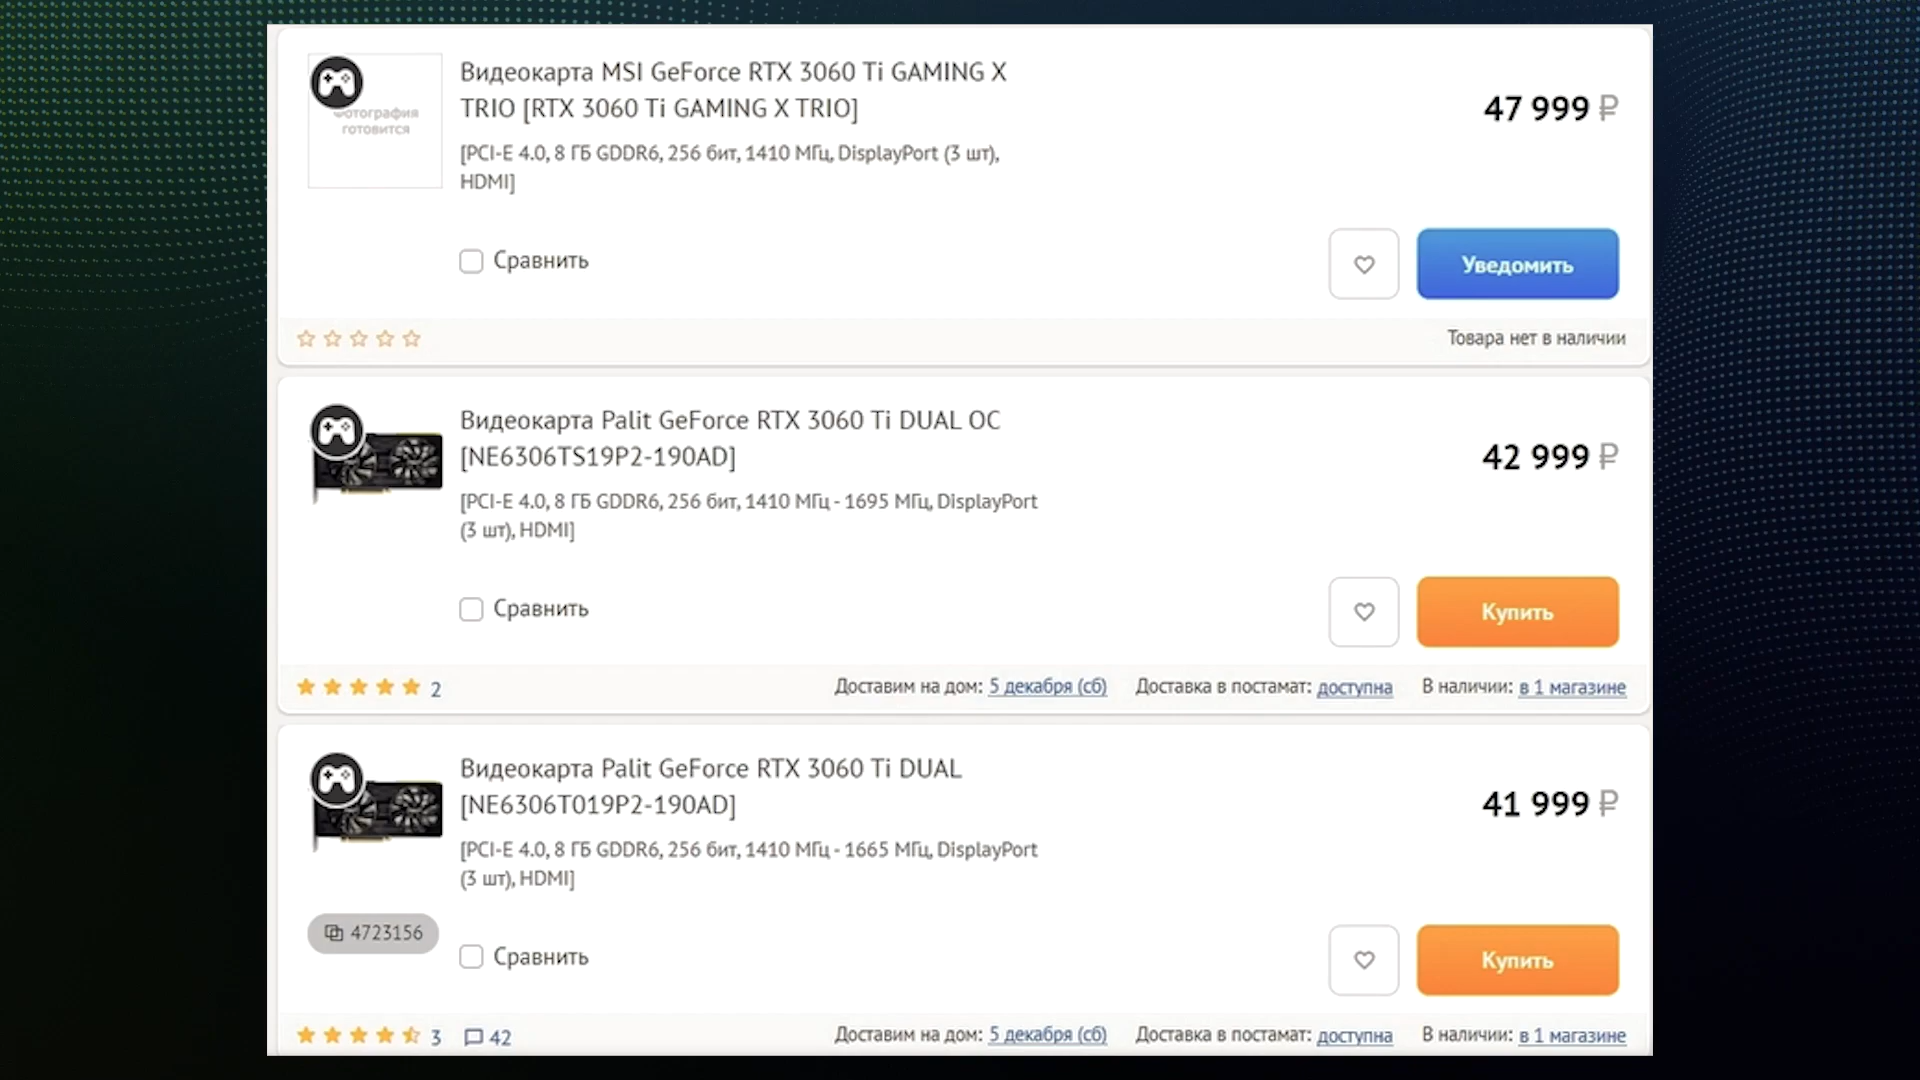 Фотография
готовится
Видеокарта MSI GeForce RTX 3060 Ti GAMING X
TRIO [RTX 3060 Ti GAMING X TRIO]
47 999 ₽
[PCI-E 4.0, 8 ГБ GDDR6, 256 бит, 1410 МГц, DisplayPort (3 шт),
HDMI]
Сравнить
Уведомить
Товара нет в наличии
Видеокарта Palit GeForce RTX 3060 Ti DUAL OC
[NE6306TS19P2-190AD]
42 999 ₽
[PCI-E 4.0, 8 ГБ GDDR6, 256 бит, 1410 МГц - 1695 МГц, DisplayPort
(3 шт), HDMI]
Сравнить
Купить
2 Доставим на дом: 5 декабря (сб) Доставка в постамат: доступна В наличии: в 1 магазине
Видеокарта Palit GeForce RTX 3060 Ti DUAL
[NE6306T019P2-190AD]
41 999 ₽
[PCI-E 4.0, 8 ГБ GDDR6, 256 бит, 1410 МГц - 1665 МГц, DisplayPort
(3 шт), HDMI]
4723156
Сравнить
Купить
3 42 Доставим на дом: 5 декабря (сб) Доставка в постамат: доступна В наличии: в 1 магазине